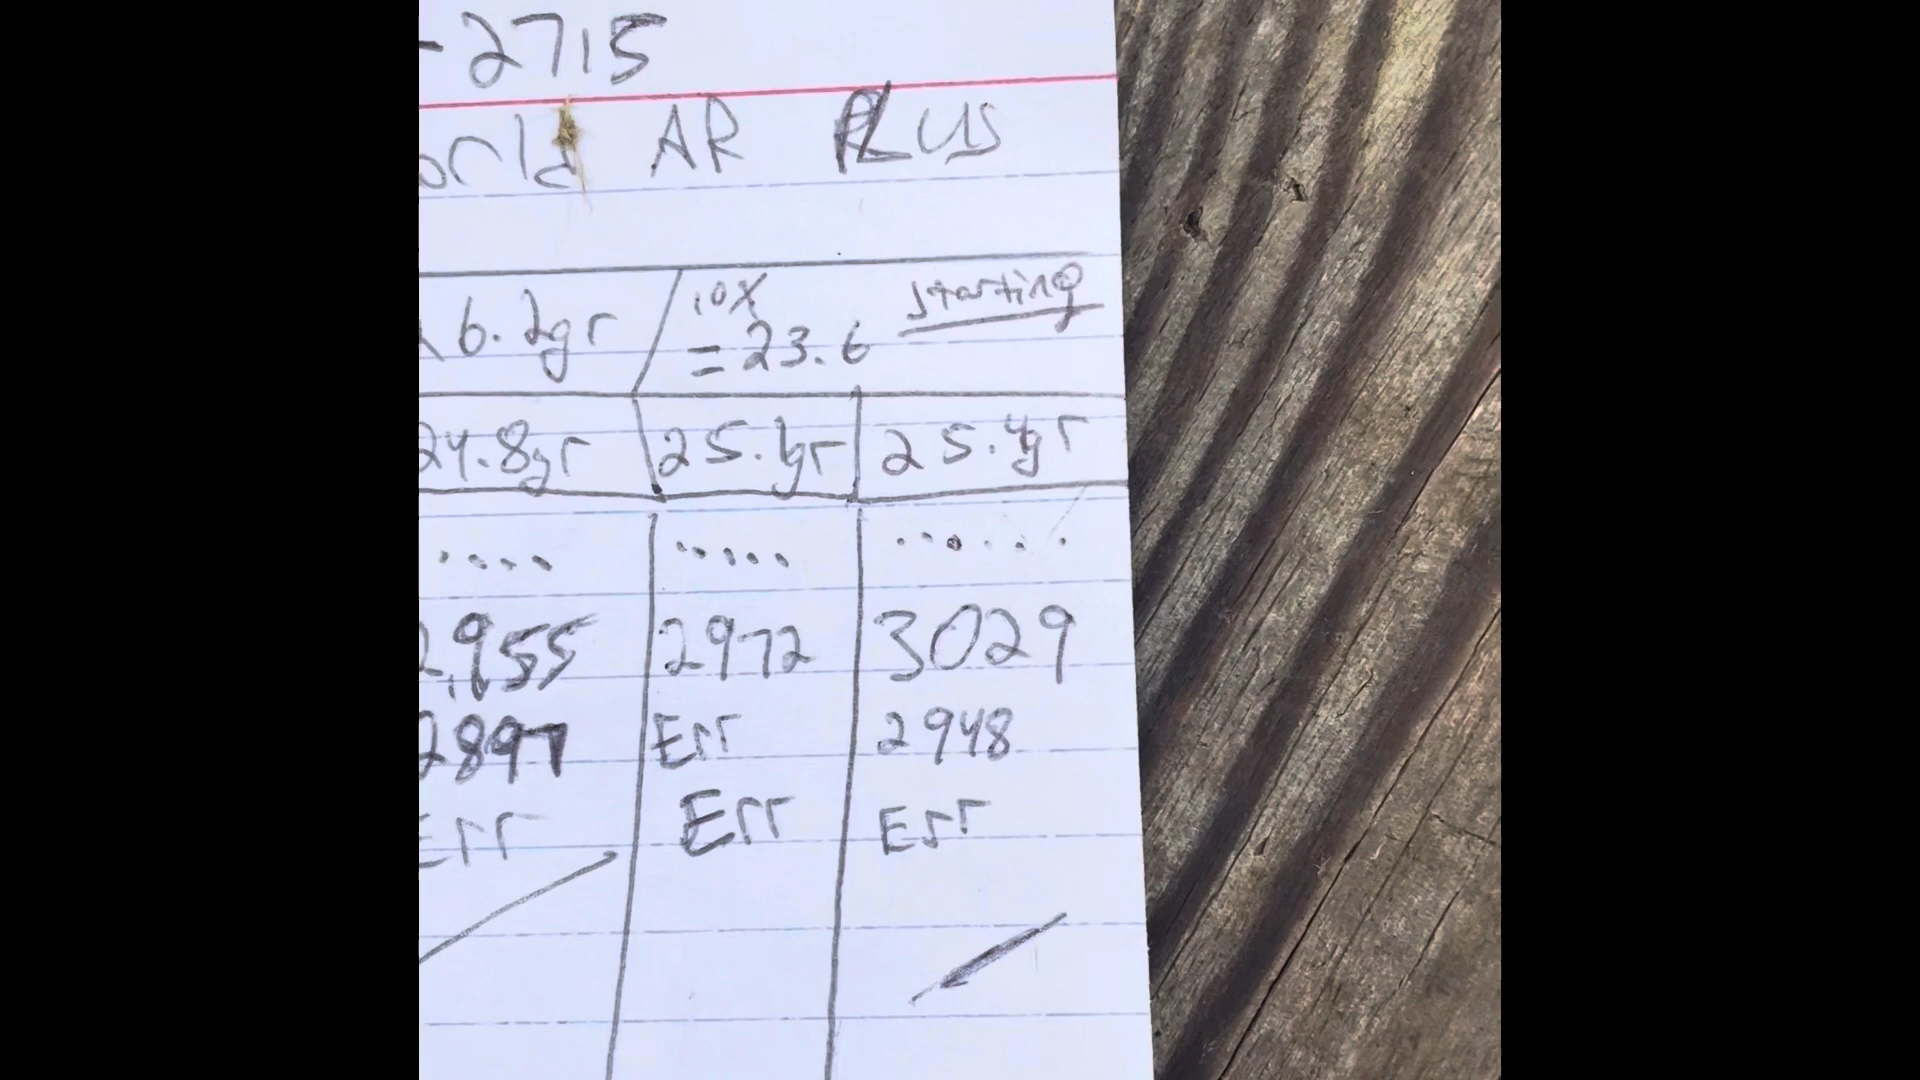 -2715
orld AR PLUS
6.2gr / 10X = 23.6 starting
24.8gr 25.1gr 25.4gr
2955 2972 3029
2897 Err 2948
Err Err Err